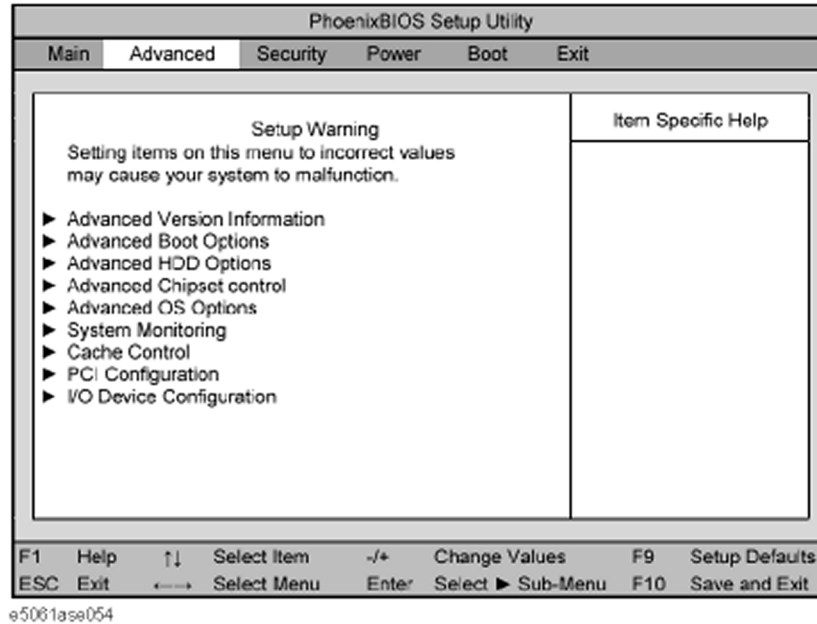 PhoenixBIOS Setup Utility
Main Advanced Security Power Boot Exit
Setup Warning
Setting items on this menu to incorrect values
may cause your system to malfunction.
► Advanced Version Information
► Advanced Boot Options
► Advanced HDD Options
► Advanced Chipset control
► Advanced OS Options
► System Monitoring
► Cache Control
► PCI Configuration
► I/O Device Configuration
Item Specific Help
F1 Help ↑↓ Select Item -/+ Change Values F9 Setup Defaults
ESC Exit ←→ Select Menu Enter Select ► Sub-Menu F10 Save and Exit
e5061ase054